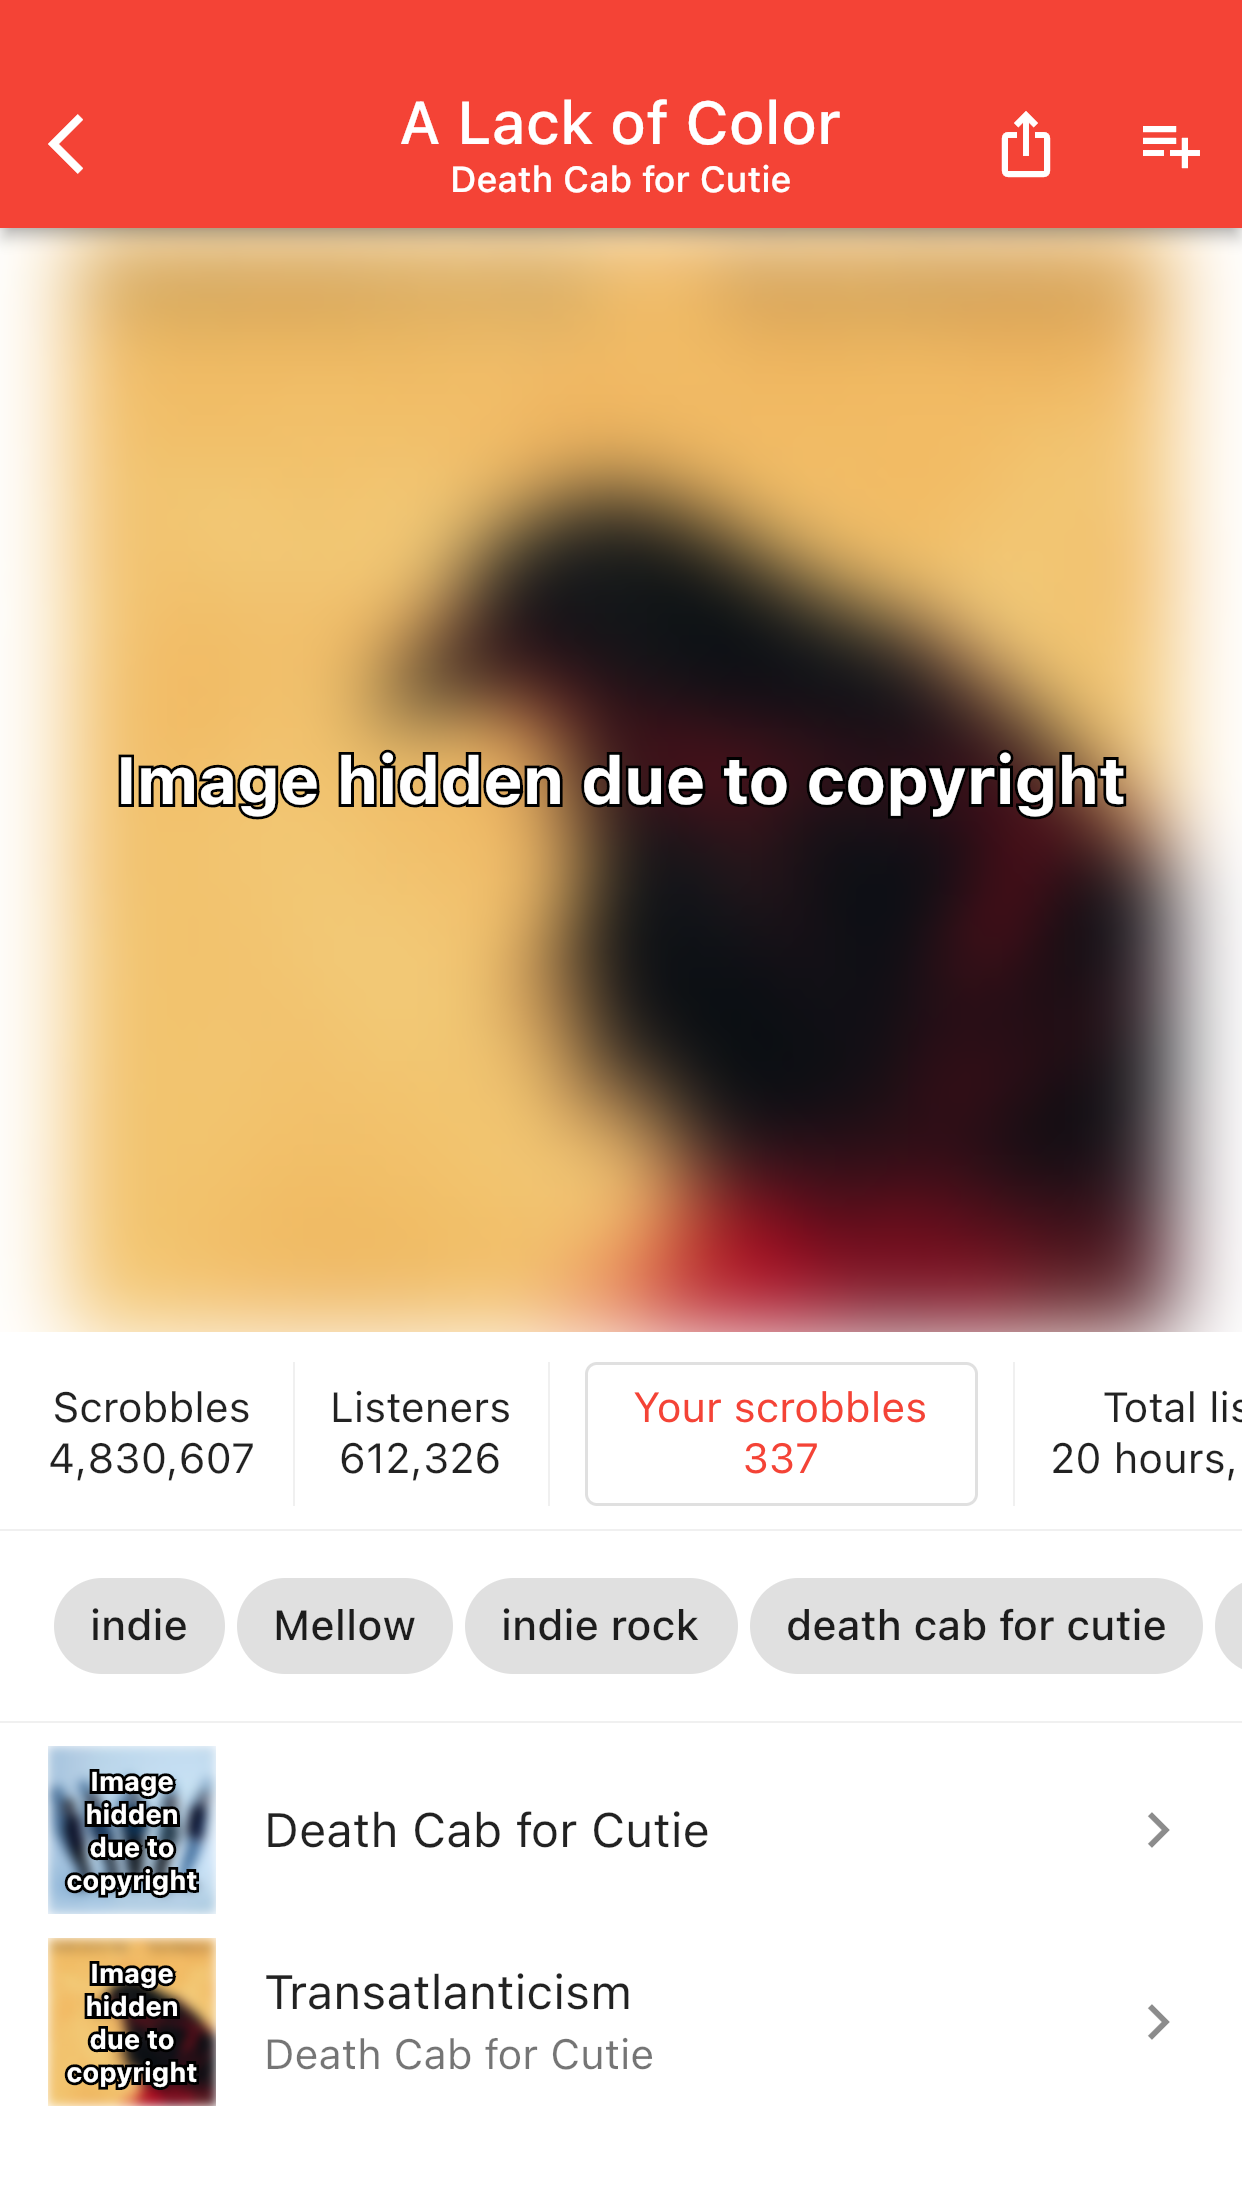 A Lack of Color
Death Cab for Cutie
Image hidden due to copyright
Scrobbles
4,830,607
Listeners
612,326
Your scrobbles
337
Total lis
20 hours,
indie
Mellow
indie rock
death cab for cutie
Image
hidden
due to
copyright
Death Cab for Cutie
Image
hidden
due to
copyright
Transatlanticism
Death Cab for Cutie